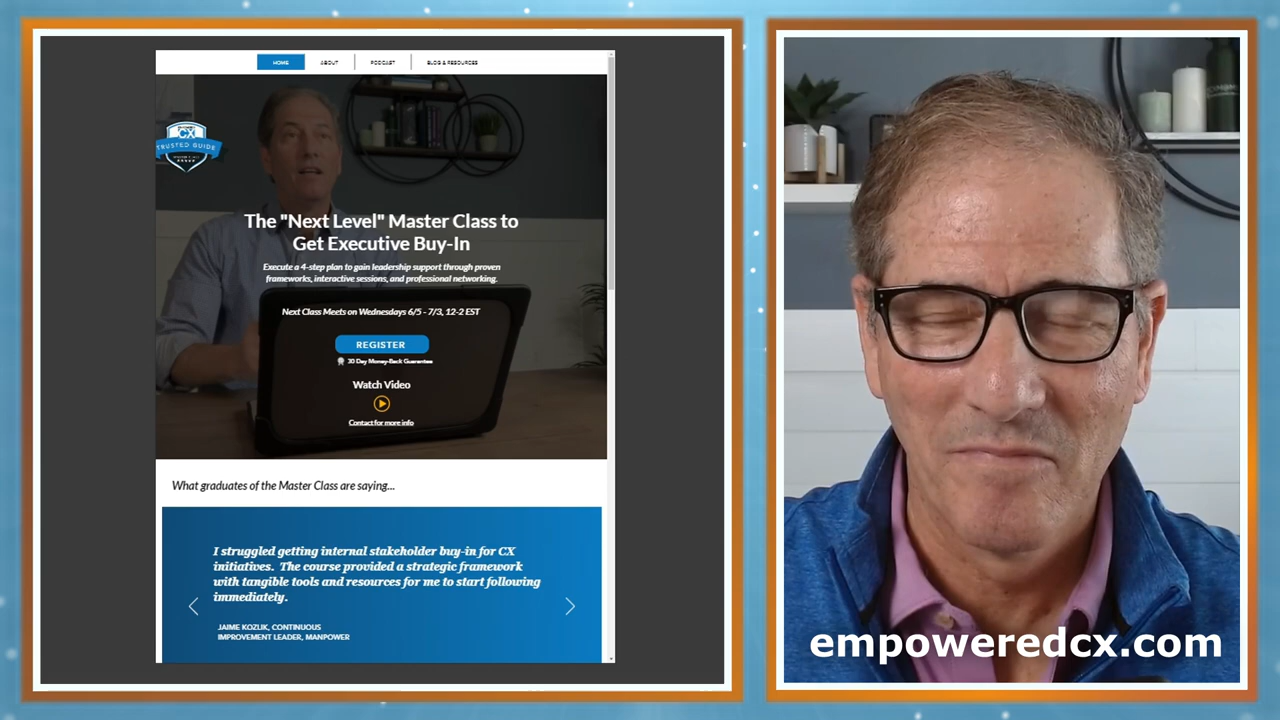 HOME
ABOUT
PODCAST
BLOG & RESOURCES
CX
TRUSTED GUIDE
The "Next Level" Master Class to
Get Executive Buy-In
Execute a 4-step plan to gain leadership support through proven
frameworks, interactive sessions, and professional networking.
Next Class Meets on Wednesdays 6/5 - 7/3, 12-2 EST
REGISTER
30 Day Money-Back Guarantee
Watch Video
Contact for more info
What graduates of the Master Class are saying...
I struggled getting internal stakeholder buy-in for CX
initiatives. The course provided a strategic framework
with tangible tools and resources for me to start following
immediately.
JAIME KOZLIK, CONTINUOUS
IMPROVEMENT LEADER, MANPOWER
empoweredcx.com